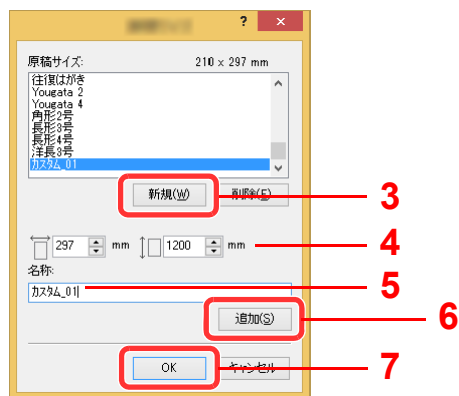 ? ×
原稿サイズ: 210 × 297 mm
往復はがき
Yougata 2
Yougata 4
角形2号
長形3号
長形4号
洋長3号
カスタム_01
新規(W) 削除(E) 3
297 mm 1200 mm 4
名称:
カスタム_01 5
追加(S) 6
OK キャンセル 7